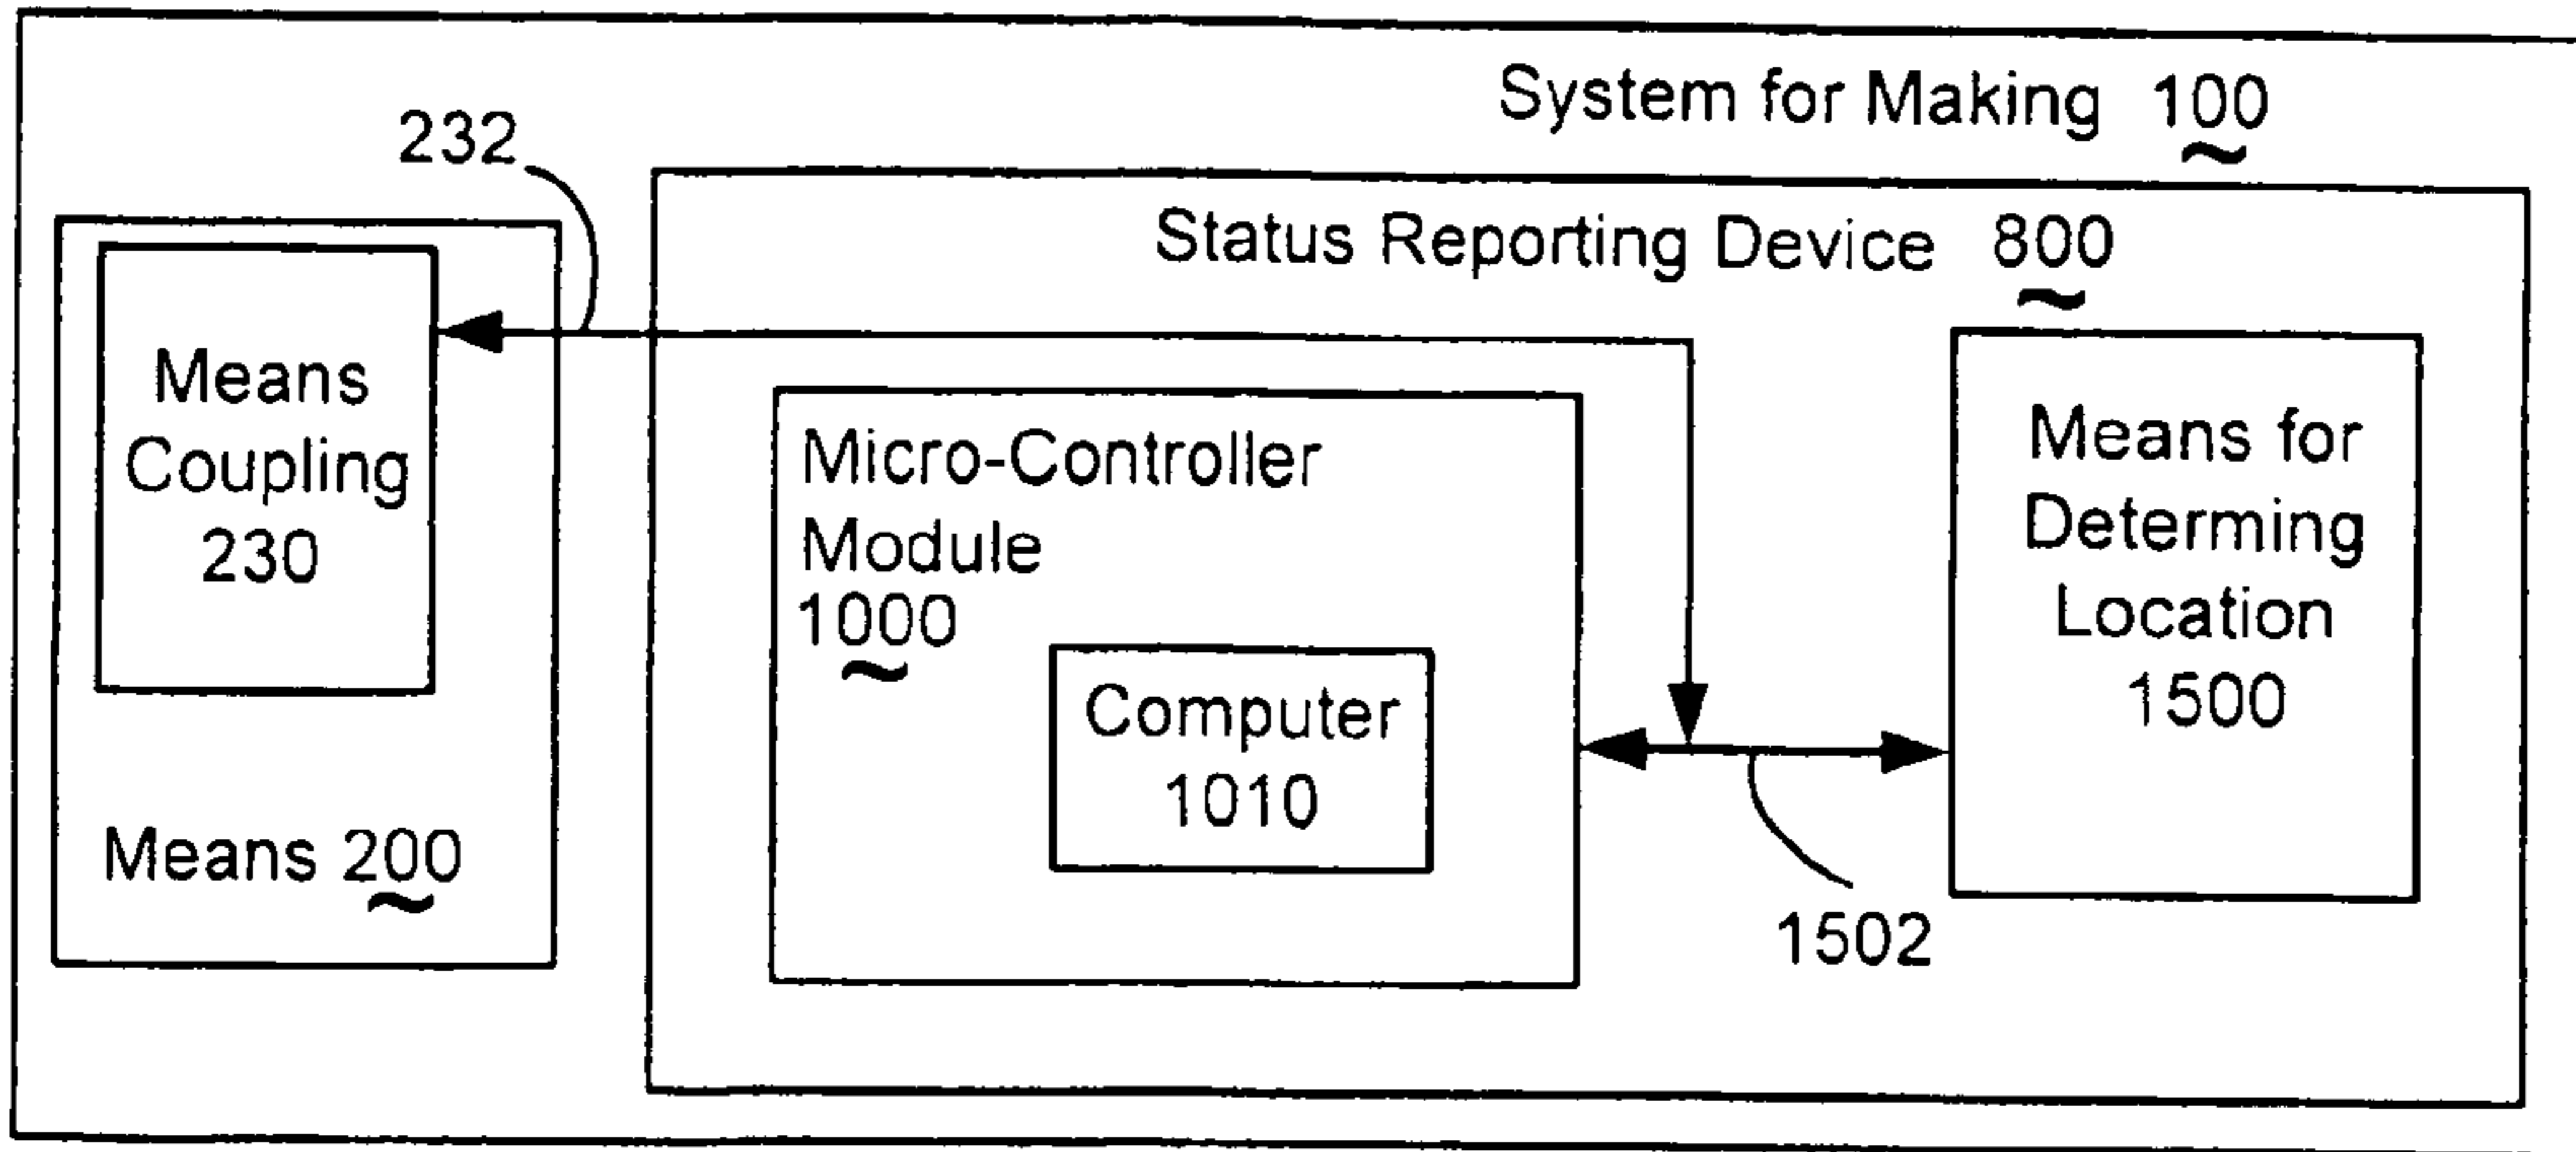 System for Making 100
232
Status Reporting Device 800
Means
Coupling
230
Means 200
Micro-Controller
Module
1000
Computer
1010
Means for
Determing
Location
1500
1502